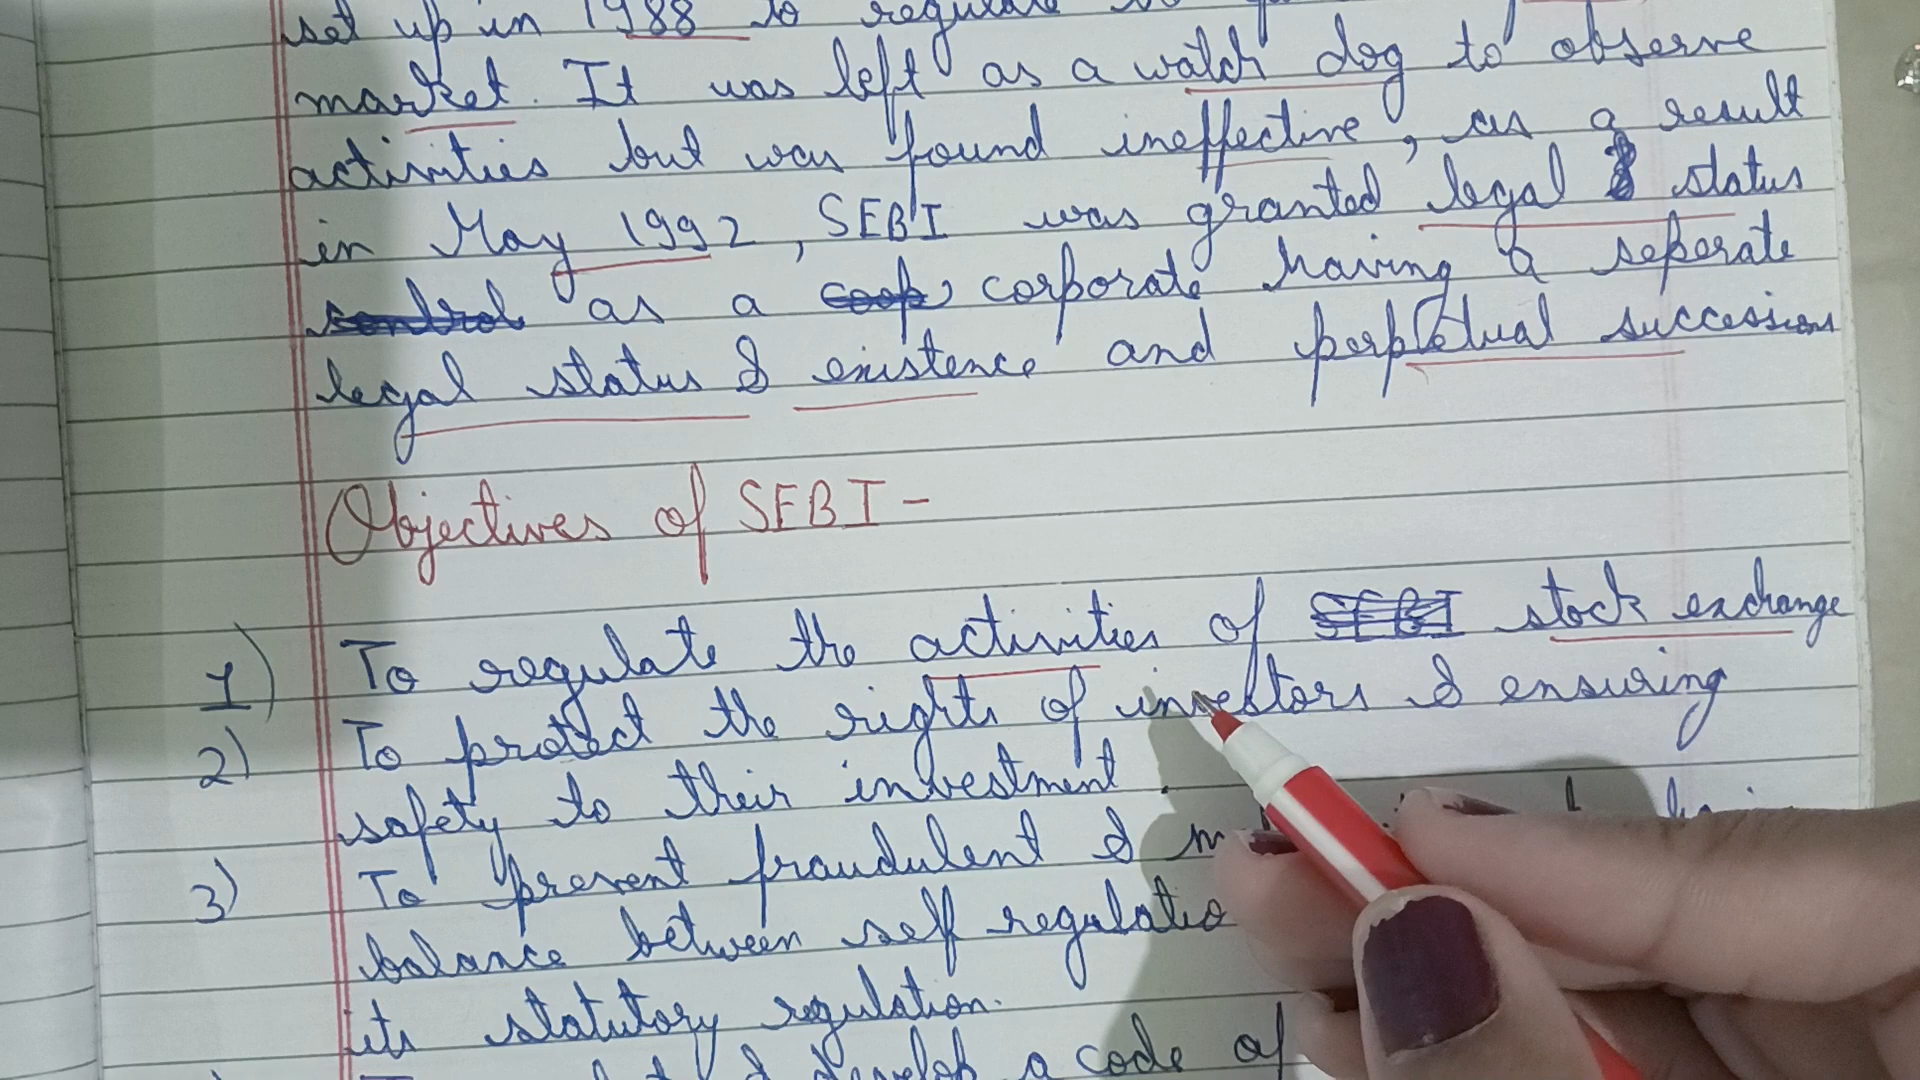 set up in 1988 to regulate
market. It was left as a watch dog to observe
activities but was found ineffective, as a result
in May 1992, SEBI was granted legal status
as a corporate having a seperate
legal status & existence and perpetual succession
Objectives of SEBI -
1) To regulate the activities of SEBI stock exchange
2) To protect the rights of investors & ensuring
safety to their investment.
3) To prevent fraudulent &
balance between self regulatio
its statutory regulation.
develop a code of